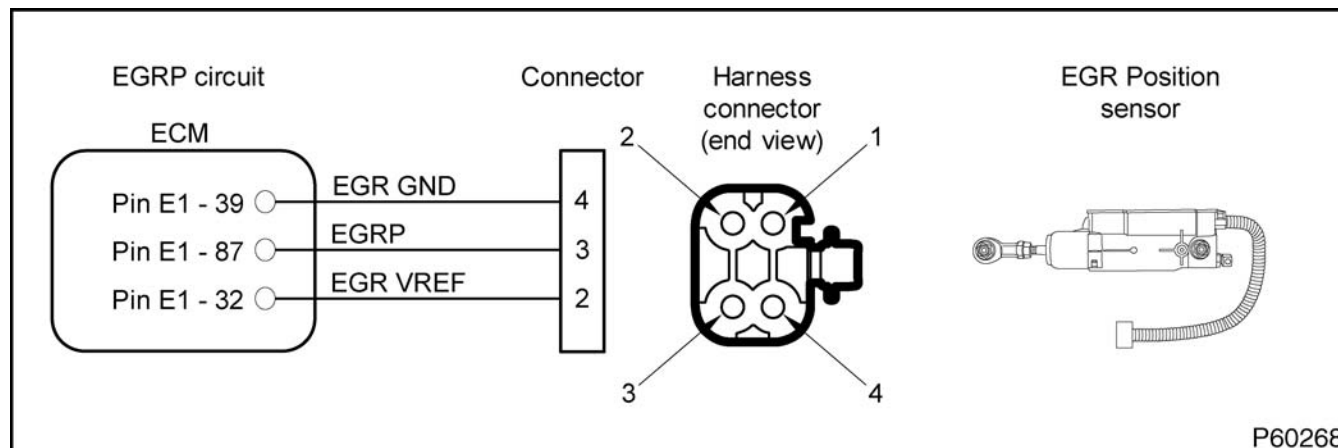 EGRP circuit
ECM
Pin E1 - 39
Pin E1 - 87
Pin E1 - 32
EGR GND
EGRP
EGR VREF
Connector
4
3
2
Harness
connector
(end view)
2
1
3
4
EGR Position
sensor
P60268